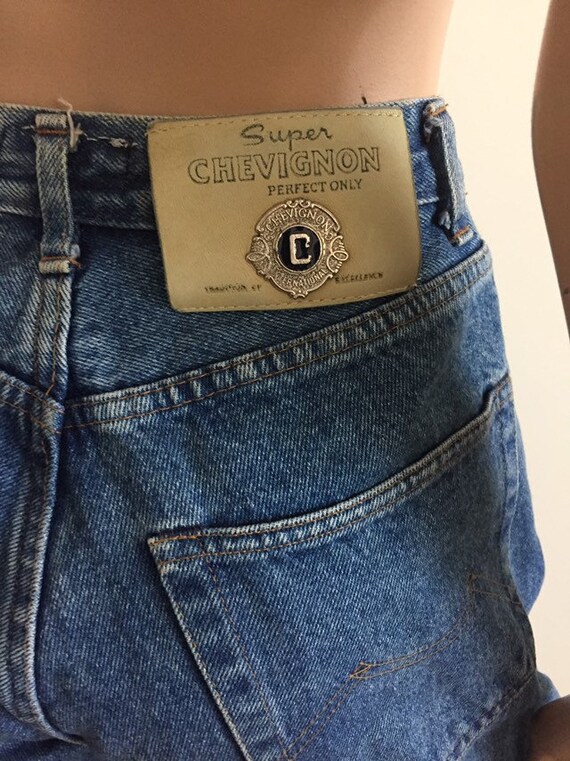 Super
CHEVIGNON
PERFECT ONLY
CHEVIGNON
C
INTERNATIONAL
TRADITION OF EXCELLENCE